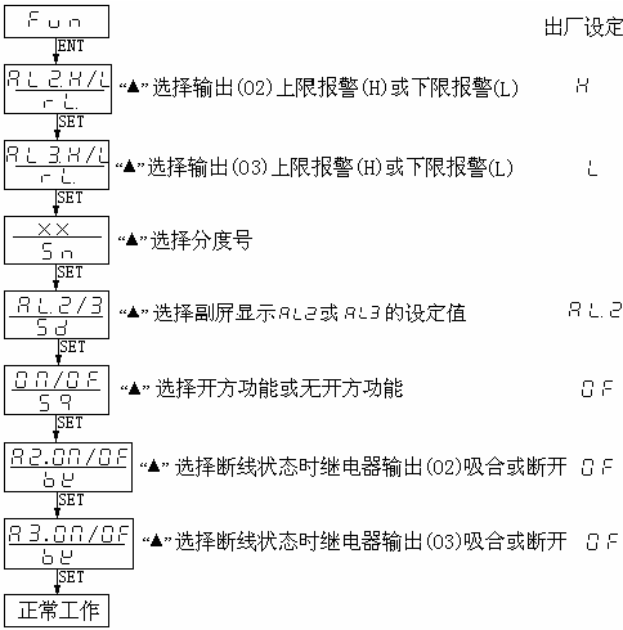 Fun
出厂设定
ENT
AL2.H/L “▲”选择输出(O2)上限报警(H)或下限报警(L) H
rL.
SET
AL3.H/L “▲”选择输出(O3)上限报警(H)或下限报警(L) L
rL.
SET
×× “▲”选择分度号
Sn
SET
AL.2/3 “▲”选择副屏显示AL2或AL3的设定值 AL.2
Sd
SET
ON/OF “▲”选择开方功能或无开方功能 OF
Sq
SET
A2.ON/OF “▲”选择断线状态时继电器输出(O2)吸合或断开 OF
SET
A3.ON/OF “▲”选择断线状态时继电器输出(O3)吸合或断开 OF
SET
正常工作